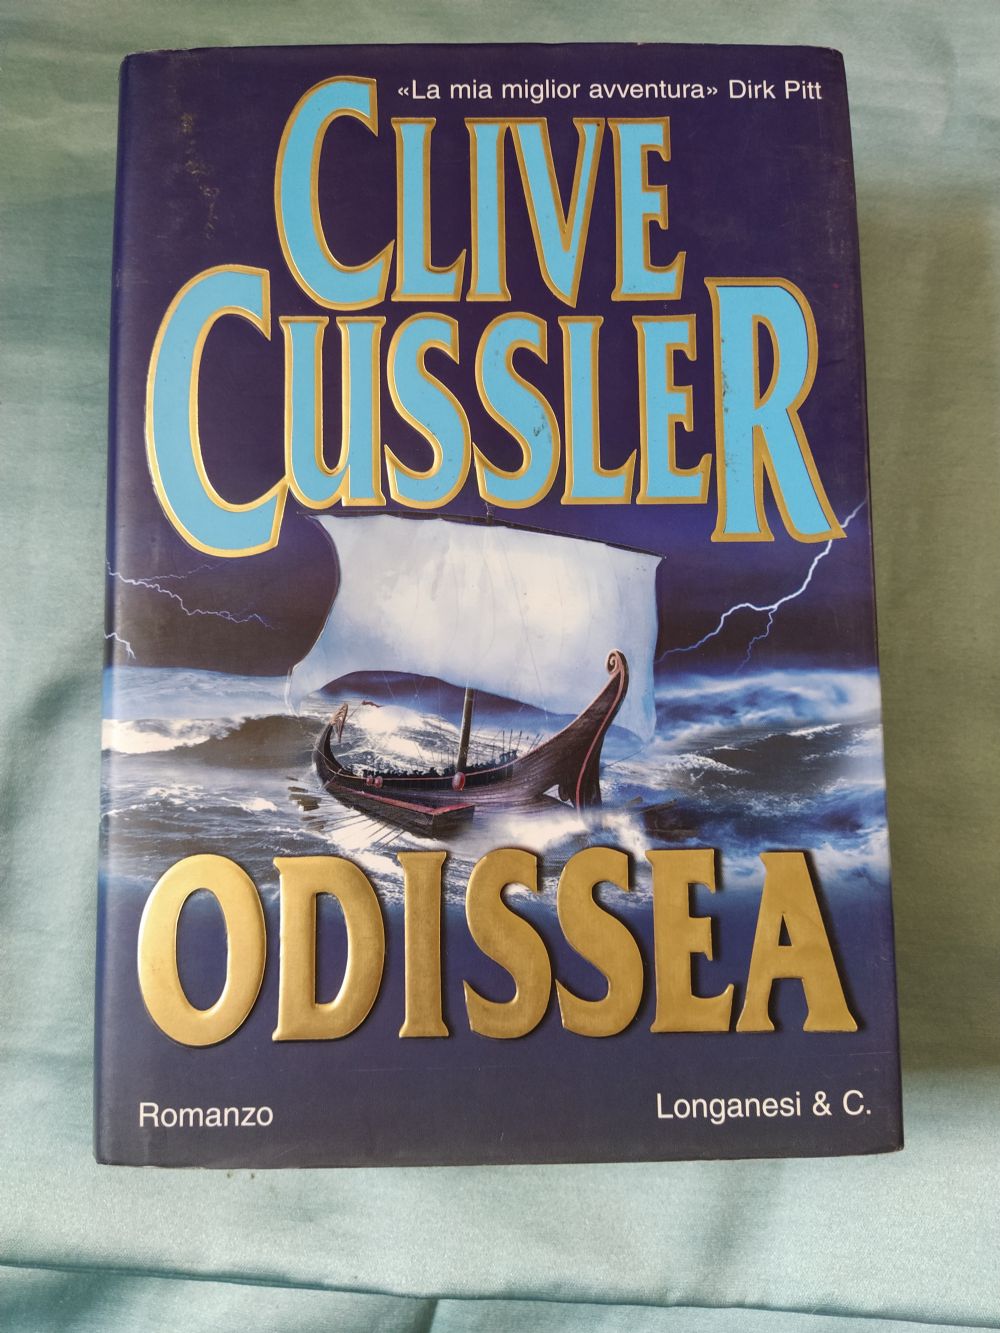 «La mia miglior avventura» Dirk Pitt
CLIVE
CUSSLER
ODISSEA
Romanzo
Longanesi & C.